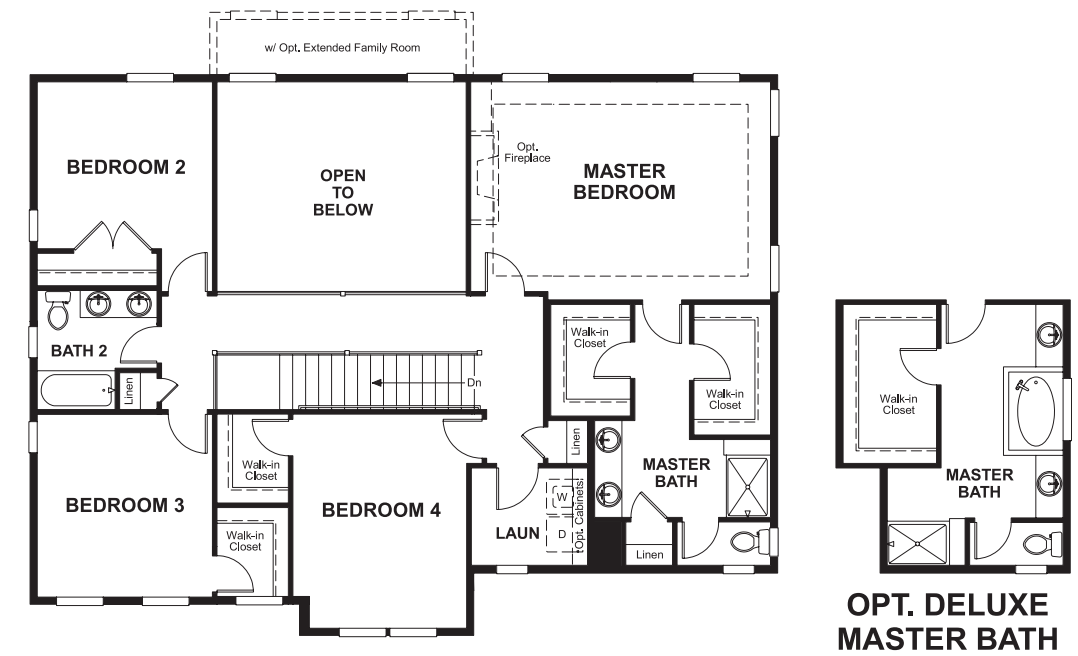 w/ Opt. Extended Family Room
BEDROOM 2
OPEN
TO
BELOW
Opt.
Fireplace
MASTER
BEDROOM
BATH 2
Linen
Dn
Walk-in
Closet
Walk-in
Closet
Linen
MASTER
BATH
Walk-in
Closet
BEDROOM 3
Walk-in
Closet
BEDROOM 4
LAUN
W
D
Opt. Cabinets
Linen
Walk-in
Closet
MASTER
BATH
OPT. DELUXE
MASTER BATH